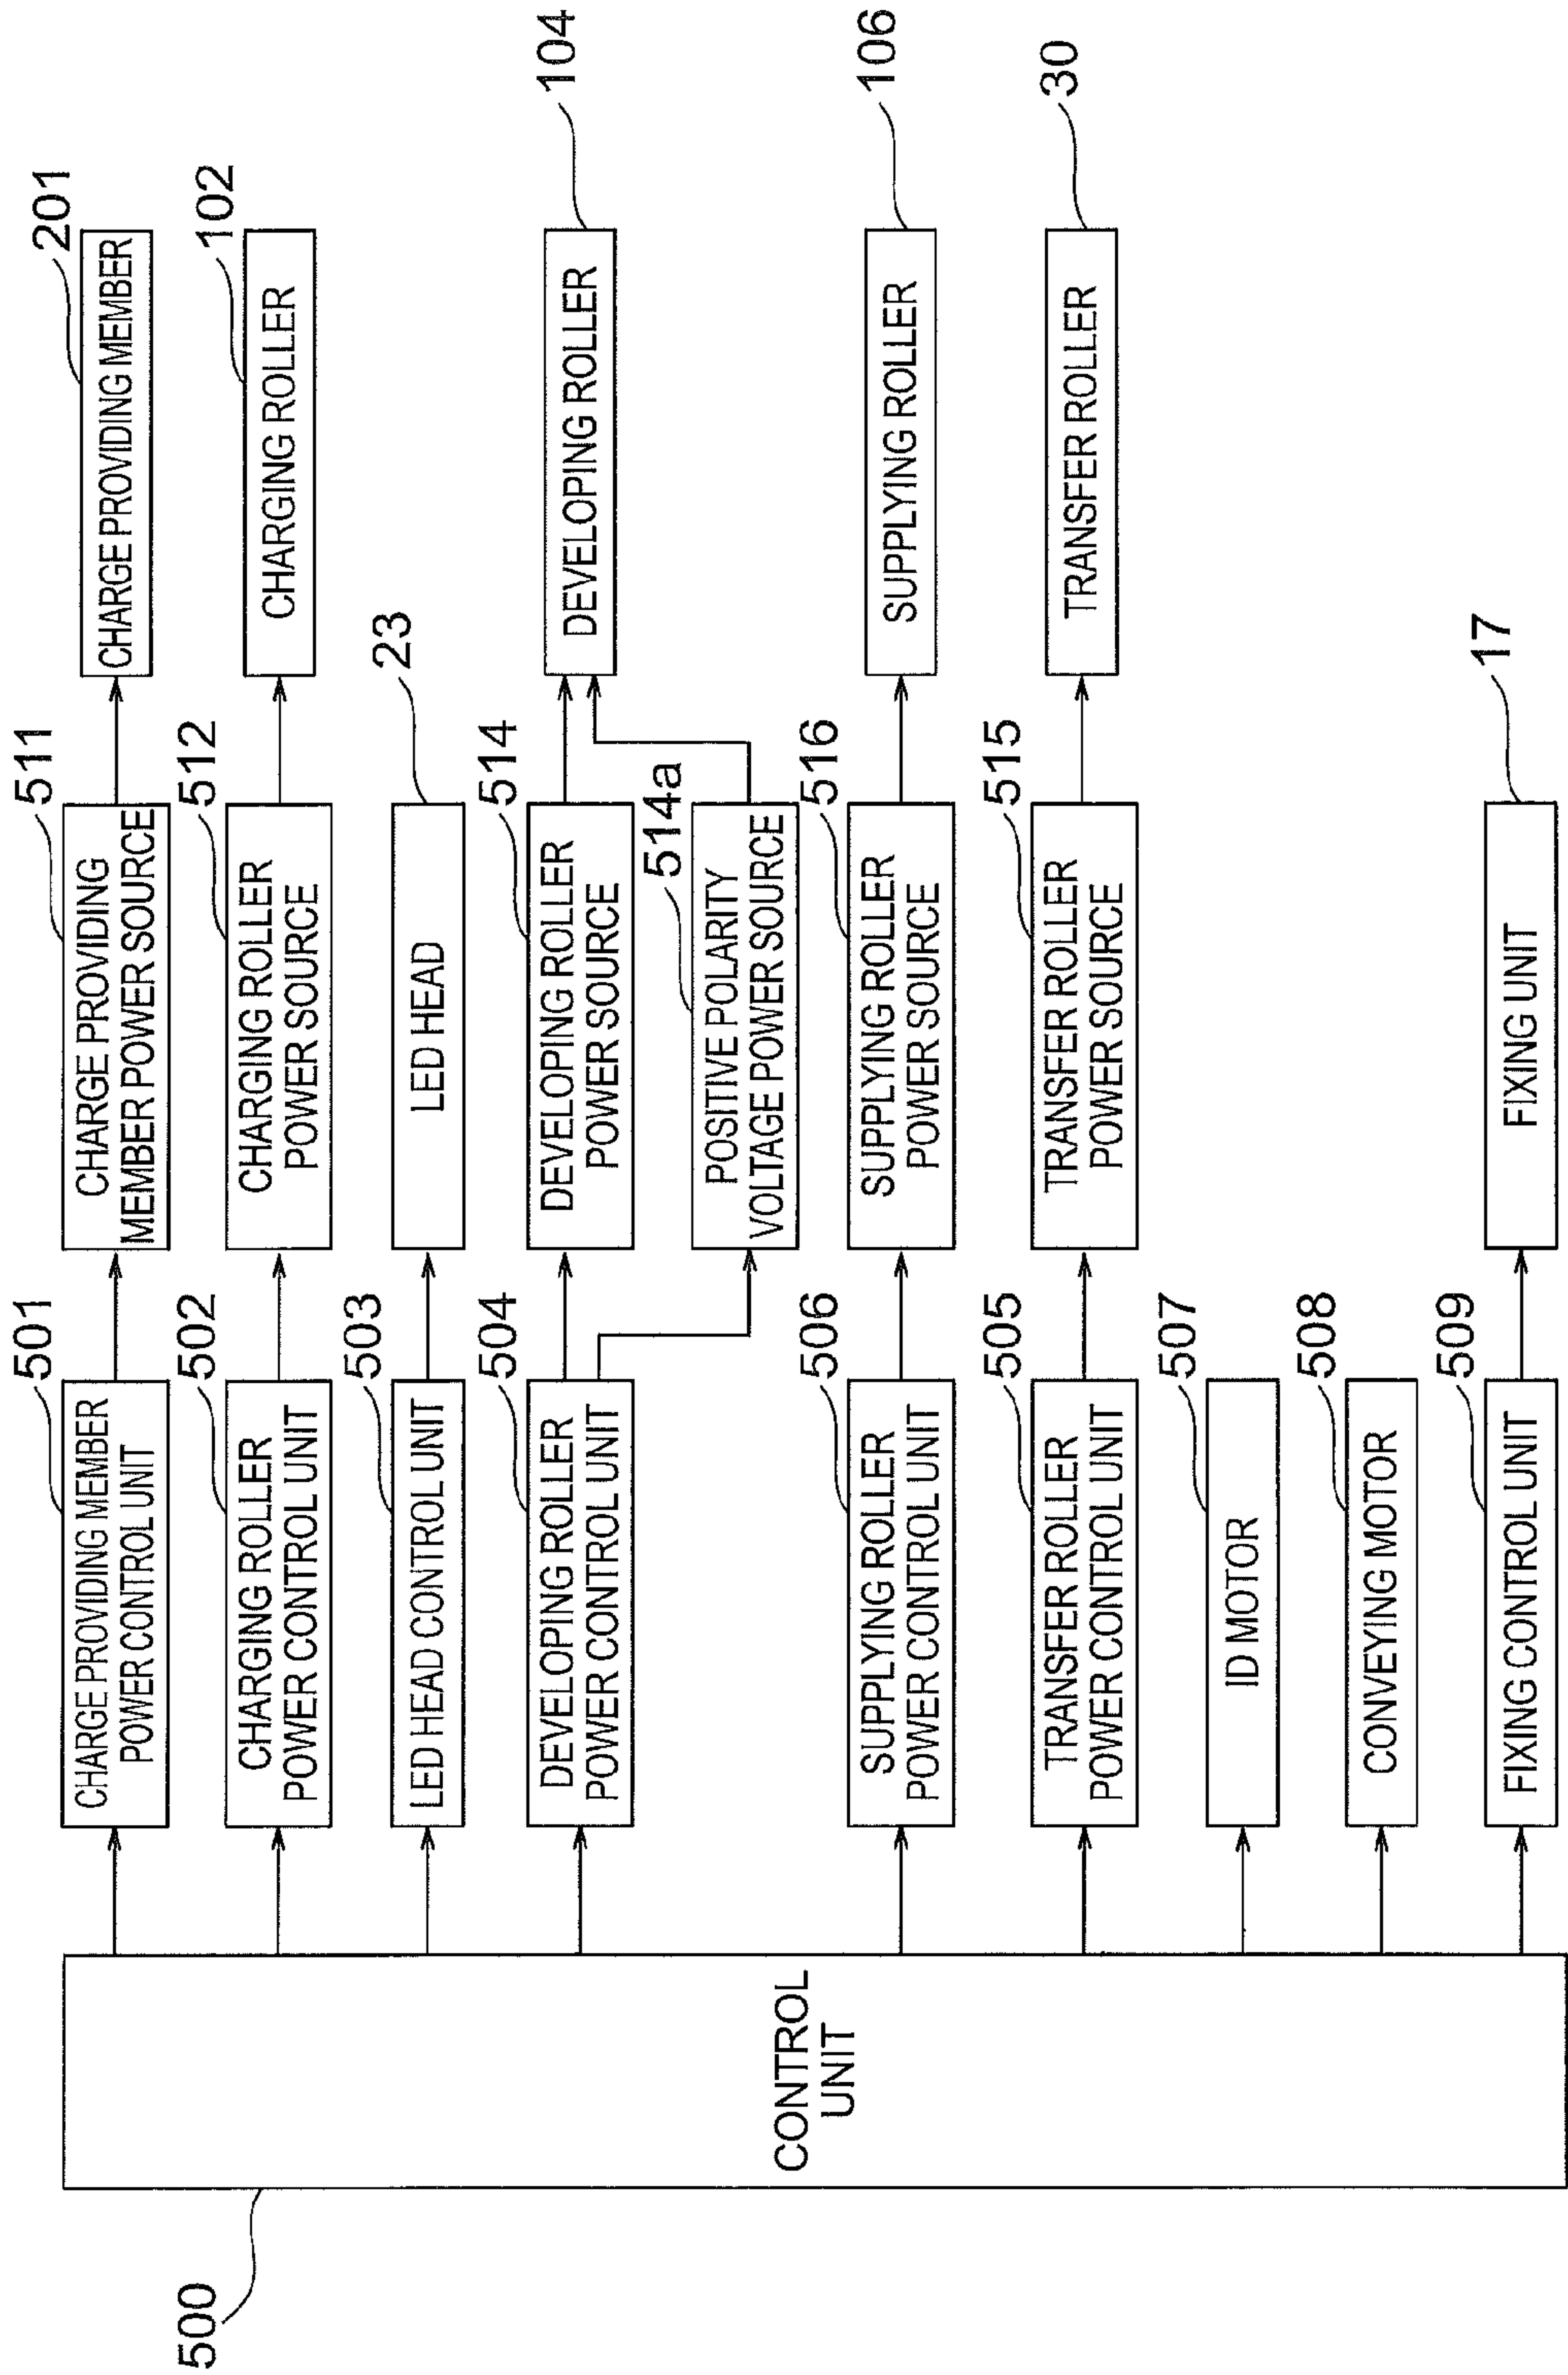 500
CONTROL
UNIT
501
CHARGE PROVIDING MEMBER
POWER CONTROL UNIT
511
CHARGE PROVIDING
MEMBER POWER SOURCE
201
CHARGE PROVIDING MEMBER
502
CHARGING ROLLER
POWER CONTROL UNIT
512
CHARGING ROLLER
POWER SOURCE
102
CHARGING ROLLER
503
LED HEAD CONTROL UNIT
23
LED HEAD
504
DEVELOPING ROLLER
POWER CONTROL UNIT
514
DEVELOPING ROLLER
POWER SOURCE
104
DEVELOPING ROLLER
514a
POSITIVE POLARITY
VOLTAGE POWER SOURCE
506
SUPPLYING ROLLER
POWER CONTROL UNIT
516
SUPPLYING ROLLER
POWER SOURCE
106
SUPPLYING ROLLER
505
TRANSFER ROLLER
POWER CONTROL UNIT
515
TRANSFER ROLLER
POWER SOURCE
30
TRANSFER ROLLER
507
ID MOTOR
508
CONVEYING MOTOR
509
FIXING CONTROL UNIT
17
FIXING UNIT